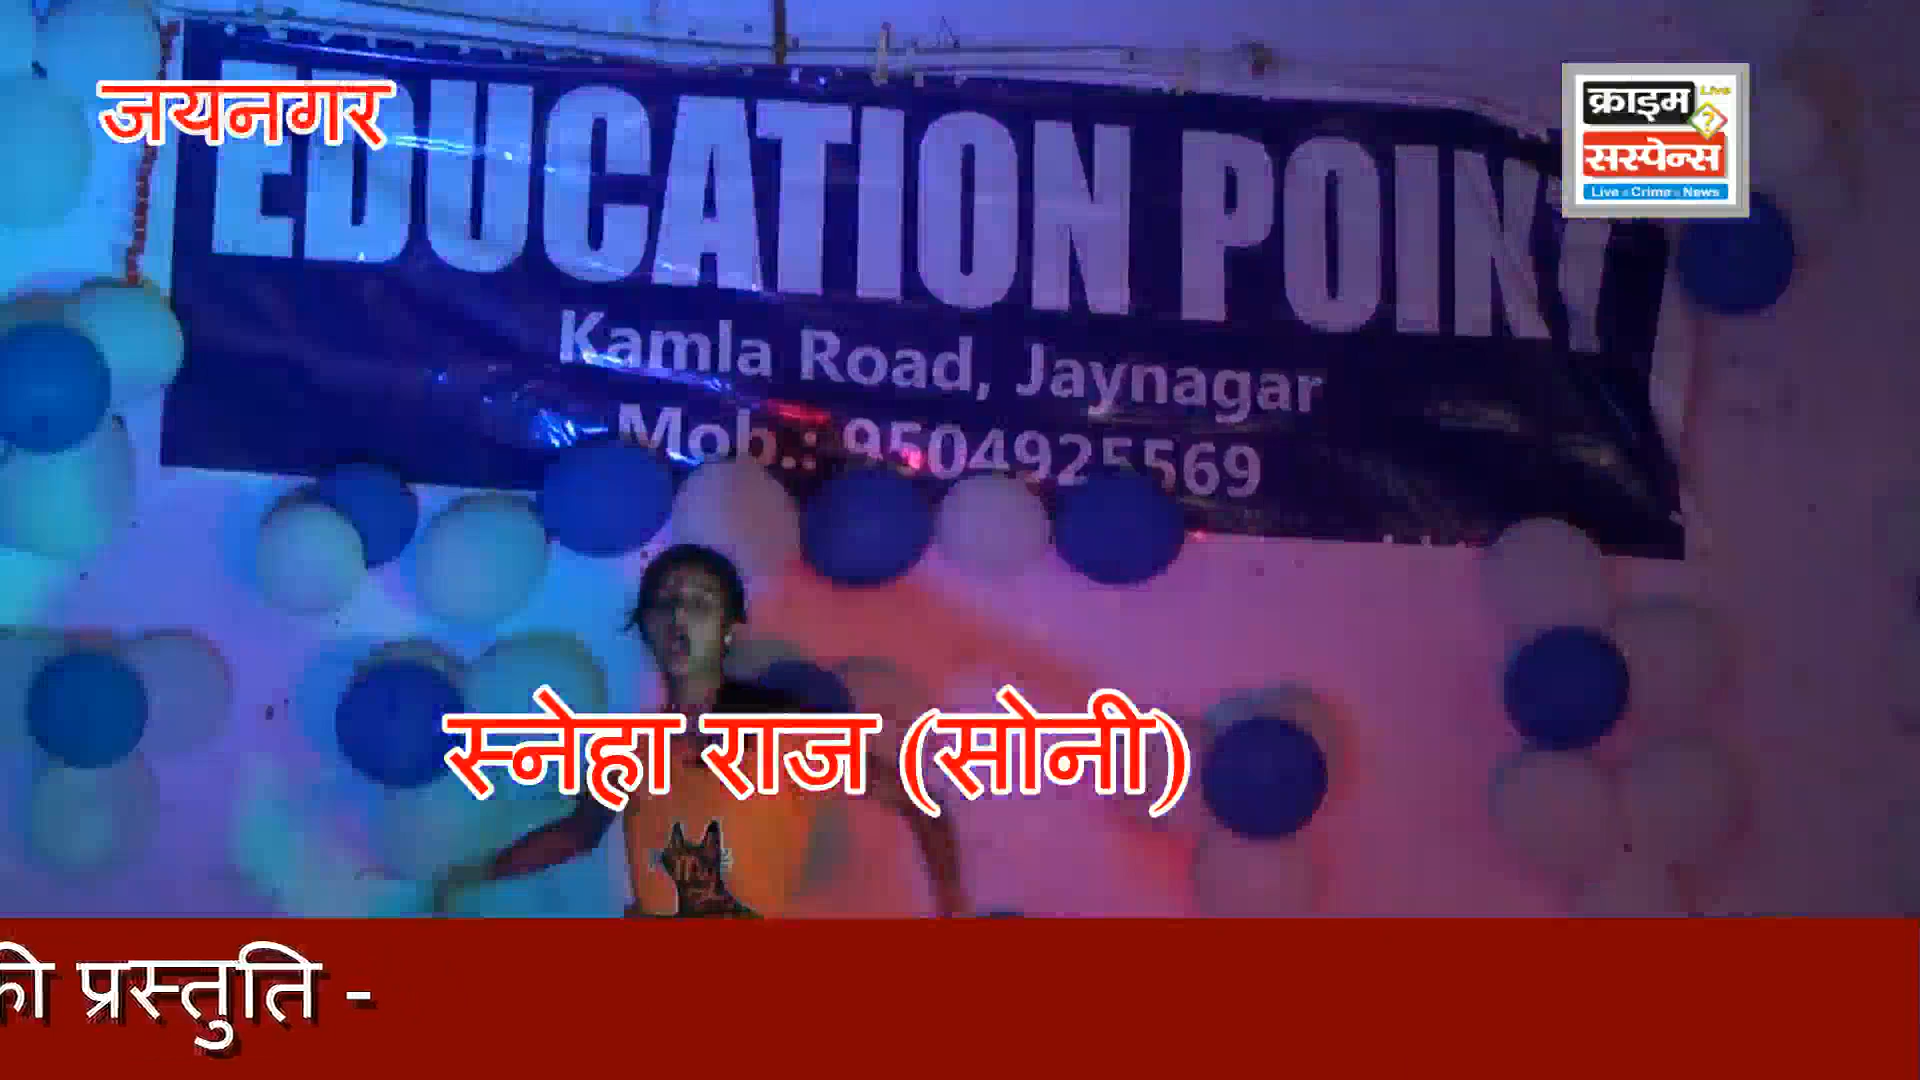 जयनगर
EDUCATION POINT
Kamla Road, Jaynagar
Mob.: 9504925569
क्राइम
Live
?
सस्पेन्स
Live Crime News
स्नेहा राज (सोनी)
की प्रस्तुति -